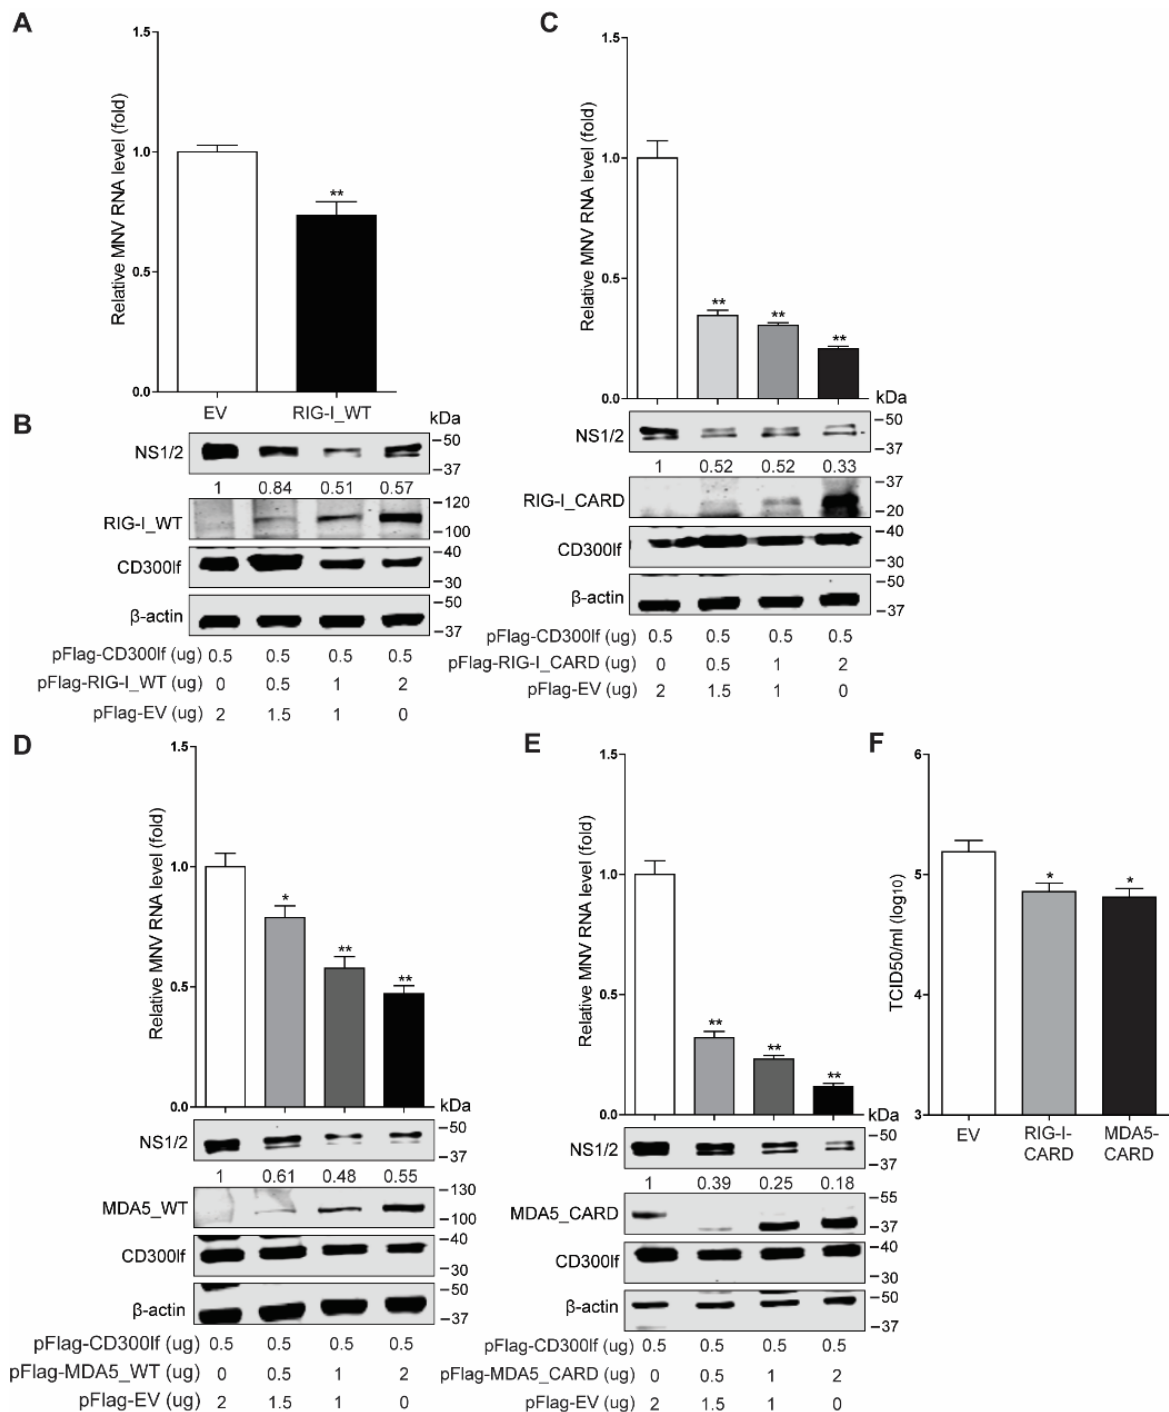 A
1.5
1.0
0.5
0.0
Relative MNV RNA level (fold)
**
EV RIG-I_WT
B
kDa
NS1/2
50
37
1 0.84 0.51 0.57
RIG-I_WT
120
100
CD300lf
40
30
β-actin
50
37
pFlag-CD300lf (ug) 0.5 0.5 0.5 0.5
pFlag-RIG-I_WT (ug) 0 0.5 1 2
pFlag-EV (ug) 2 1.5 1 0
C
1.5
1.0
0.5
0.0
Relative MNV RNA level (fold)
** ** **
kDa
NS1/2
50
37
1 0.52 0.52 0.33
RIG-I_CARD
37
20
CD300lf
40
30
β-actin
50
37
pFlag-CD300lf (ug) 0.5 0.5 0.5 0.5
pFlag-RIG-I_CARD (ug) 0 0.5 1 2
pFlag-EV (ug) 2 1.5 1 0
D
1.5
1.0
0.5
0.0
Relative MNV RNA level (fold)
* ** **
kDa
NS1/2
50
37
1 0.61 0.48 0.55
MDA5_WT
130
100
CD300lf
40
30
β-actin
50
37
pFlag-CD300lf (ug) 0.5 0.5 0.5 0.5
pFlag-MDA5_WT (ug) 0 0.5 1 2
pFlag-EV (ug) 2 1.5 1 0
E
1.5
1.0
0.5
0.0
Relative MNV RNA level (fold)
** ** **
kDa
NS1/2
50
37
1 0.39 0.25 0.18
MDA5_CARD
55
37
CD300lf
40
30
β-actin
50
37
pFlag-CD300lf (ug) 0.5 0.5 0.5 0.5
pFlag-MDA5_CARD (ug) 0 0.5 1 2
pFlag-EV (ug) 2 1.5 1 0
F
6
5
4
3
TCID50/ml (log10)
* *
EV RIG-I- MDA5-
CARD CARD